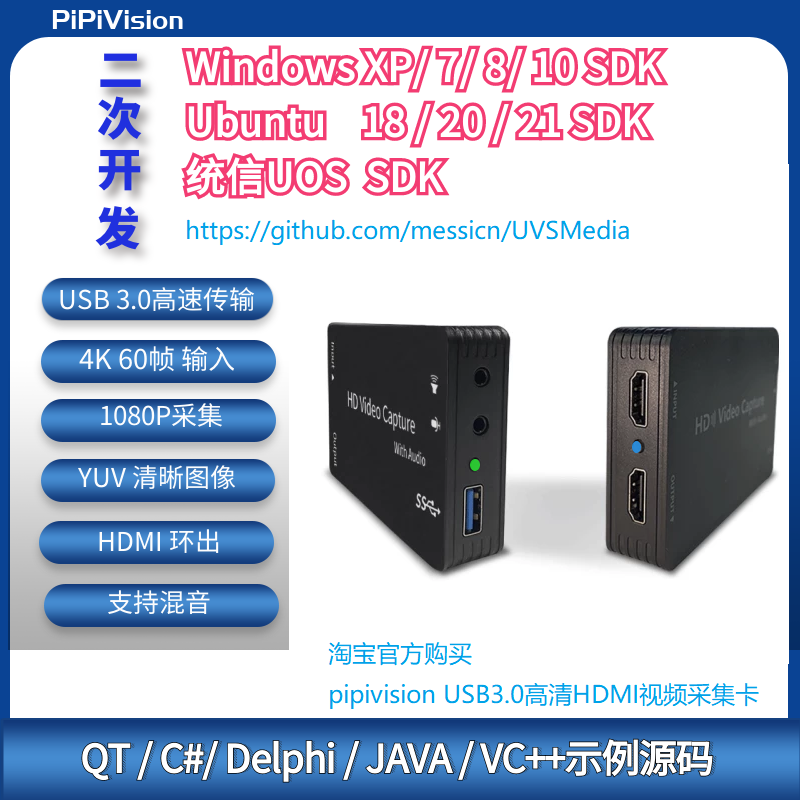 PiPiVision
二次开发
Windows XP/ 7/ 8/ 10 SDK
Ubuntu 18 / 20 / 21 SDK
统信UOS SDK
https://github.com/messicn/UVSMedia
USB 3.0高速传输
4K 60帧 输入
1080P采集
YUV 清晰图像
HDMI 环出
支持混音
Input
Output
HD Video Capture
With Audio
SS
HD Video Capture
With Audio
INPUT
OUTPUT
淘宝官方购买
pipivision USB3.0高清HDMI视频采集卡
QT / C#/ Delphi / JAVA / VC++示例源码